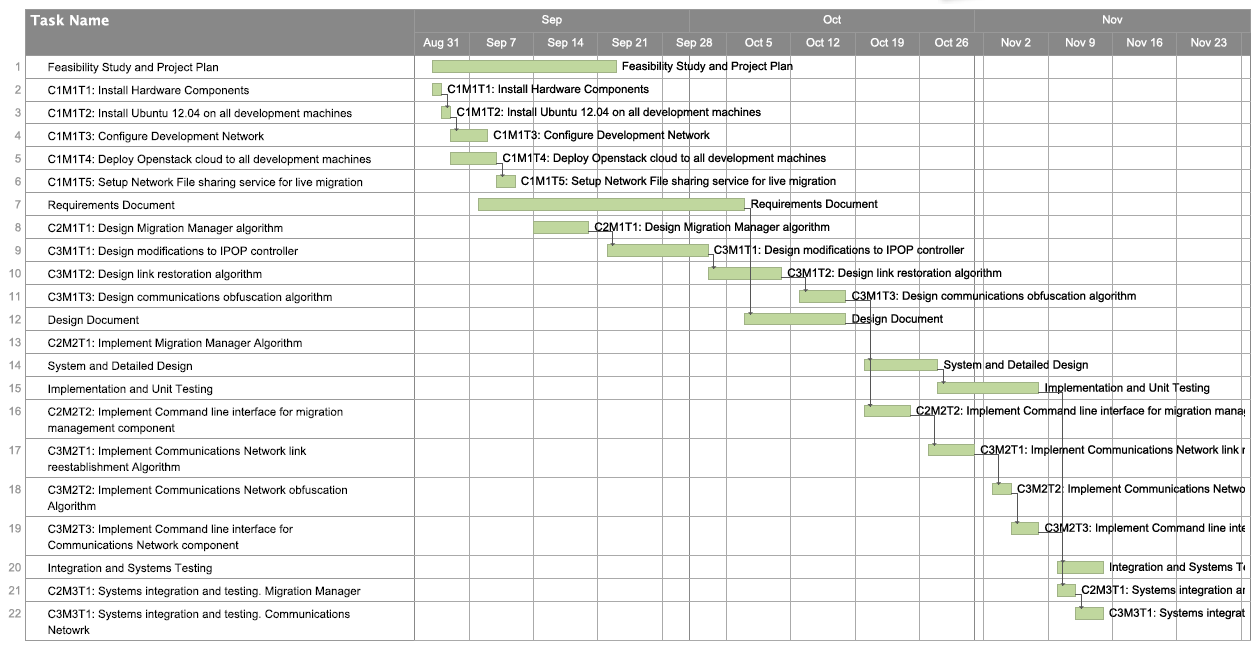 Task Name
Sep Oct Nov
Aug 31 Sep 7 Sep 14 Sep 21 Sep 28 Oct 5 Oct 12 Oct 19 Oct 26 Nov 2 Nov 9 Nov 16 Nov 23
1 Feasibility Study and Project Plan Feasibility Study and Project Plan
2 C1M1T1: Install Hardware Components C1M1T1: Install Hardware Components
3 C1M1T2: Install Ubuntu 12.04 on all development machines C1M1T2: Install Ubuntu 12.04 on all development machines
4 C1M1T3: Configure Development Network C1M1T3: Configure Development Network
5 C1M1T4: Deploy Openstack cloud to all development machines C1M1T4: Deploy Openstack cloud to all development machines
6 C1M1T5: Setup Network File sharing service for live migration C1M1T5: Setup Network File sharing service for live migration
7 Requirements Document Requirements Document
8 C2M1T1: Design Migration Manager algorithm C2M1T1: Design Migration Manager algorithm
9 C3M1T1: Design modifications to IPOP controller C3M1T1: Design modifications to IPOP controller
10 C3M1T2: Design link restoration algorithm C3M1T2: Design link restoration algorithm
11 C3M1T3: Design communications obfuscation algorithm C3M1T3: Design communications obfuscation algorithm
12 Design Document Design Document
13 C2M2T1: Implement Migration Manager Algorithm
14 System and Detailed Design System and Detailed Design
15 Implementation and Unit Testing Implementation and Unit Testing
16 C2M2T2: Implement Command line interface for migration C2M2T2: Implement Command line interface for migration mana
management component
17 C3M2T1: Implement Communications Network link C3M2T1: Implement Communications Network link r
reestablishment Algorithm
18 C3M2T2: Implement Communications Network obfuscation C3M2T2: Implement Communications Netwo
Algorithm
19 C3M2T3: Implement Command line interface for C3M2T3: Implement Command line inte
Communications Network component
20 Integration and Systems Testing Integration and Systems Te
21 C2M3T1: Systems integration and testing. Migration Manager C2M3T1: Systems integration ar
22 C3M3T1: Systems integration and testing. Communications C3M3T1: Systems integrat
Netowrk